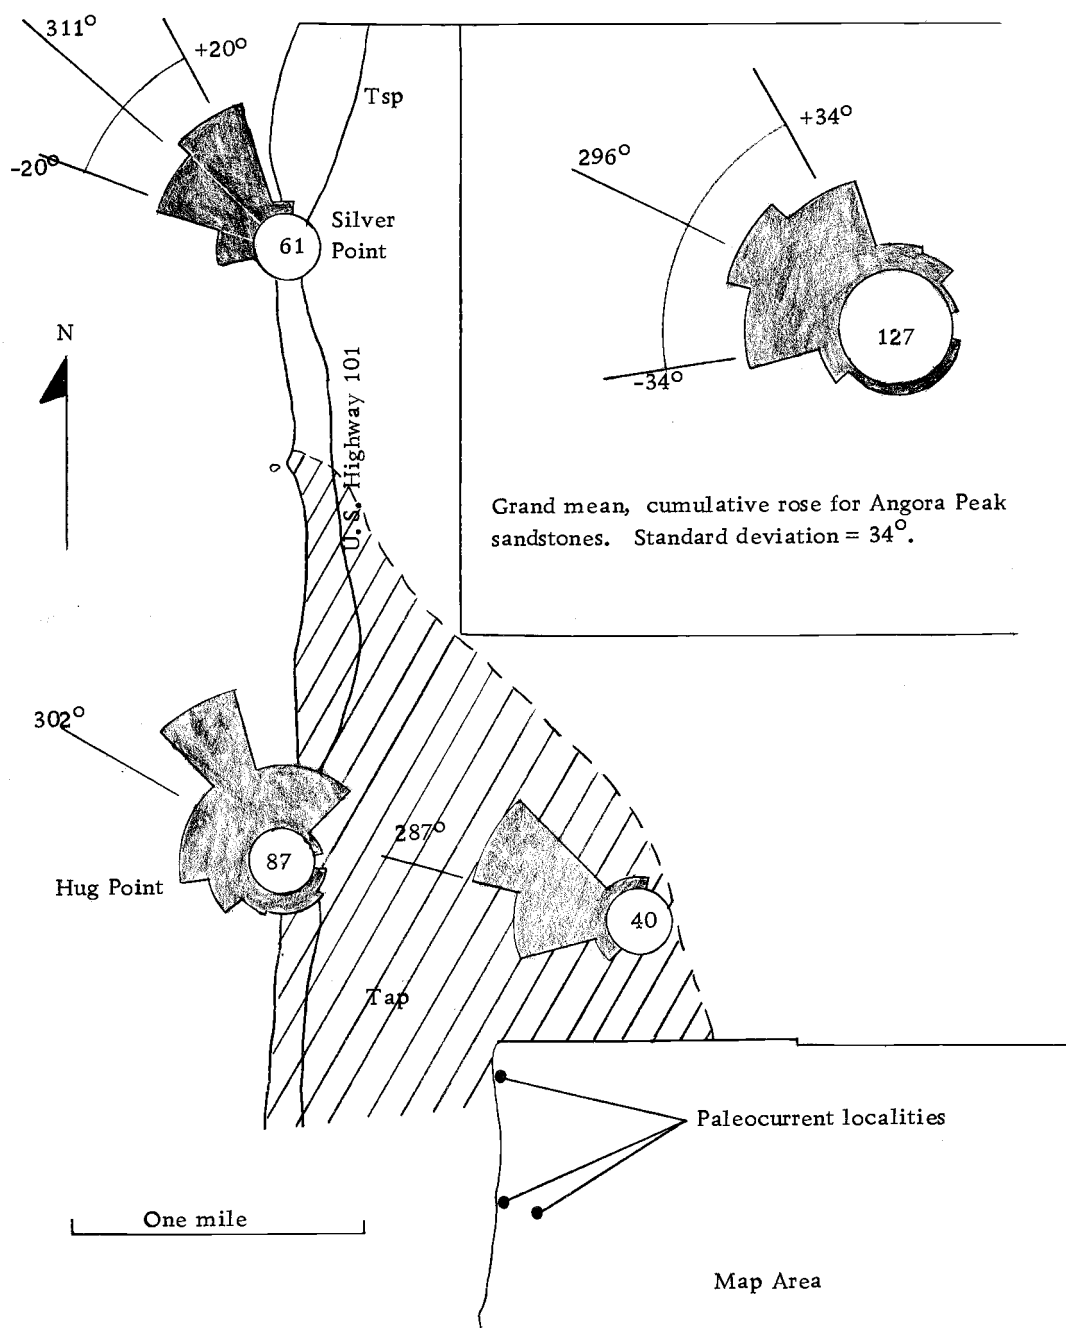 311°
+20°
-20°
Tsp
Silver
Point
61
N
U.S. Highway 101
+34°
296°
127
-34°
Grand mean, cumulative rose for Angora Peak
sandstones. Standard deviation = 34°.
302°
87
Hug Point
287°
40
Tap
Paleocurrent localities
One mile
Map Area